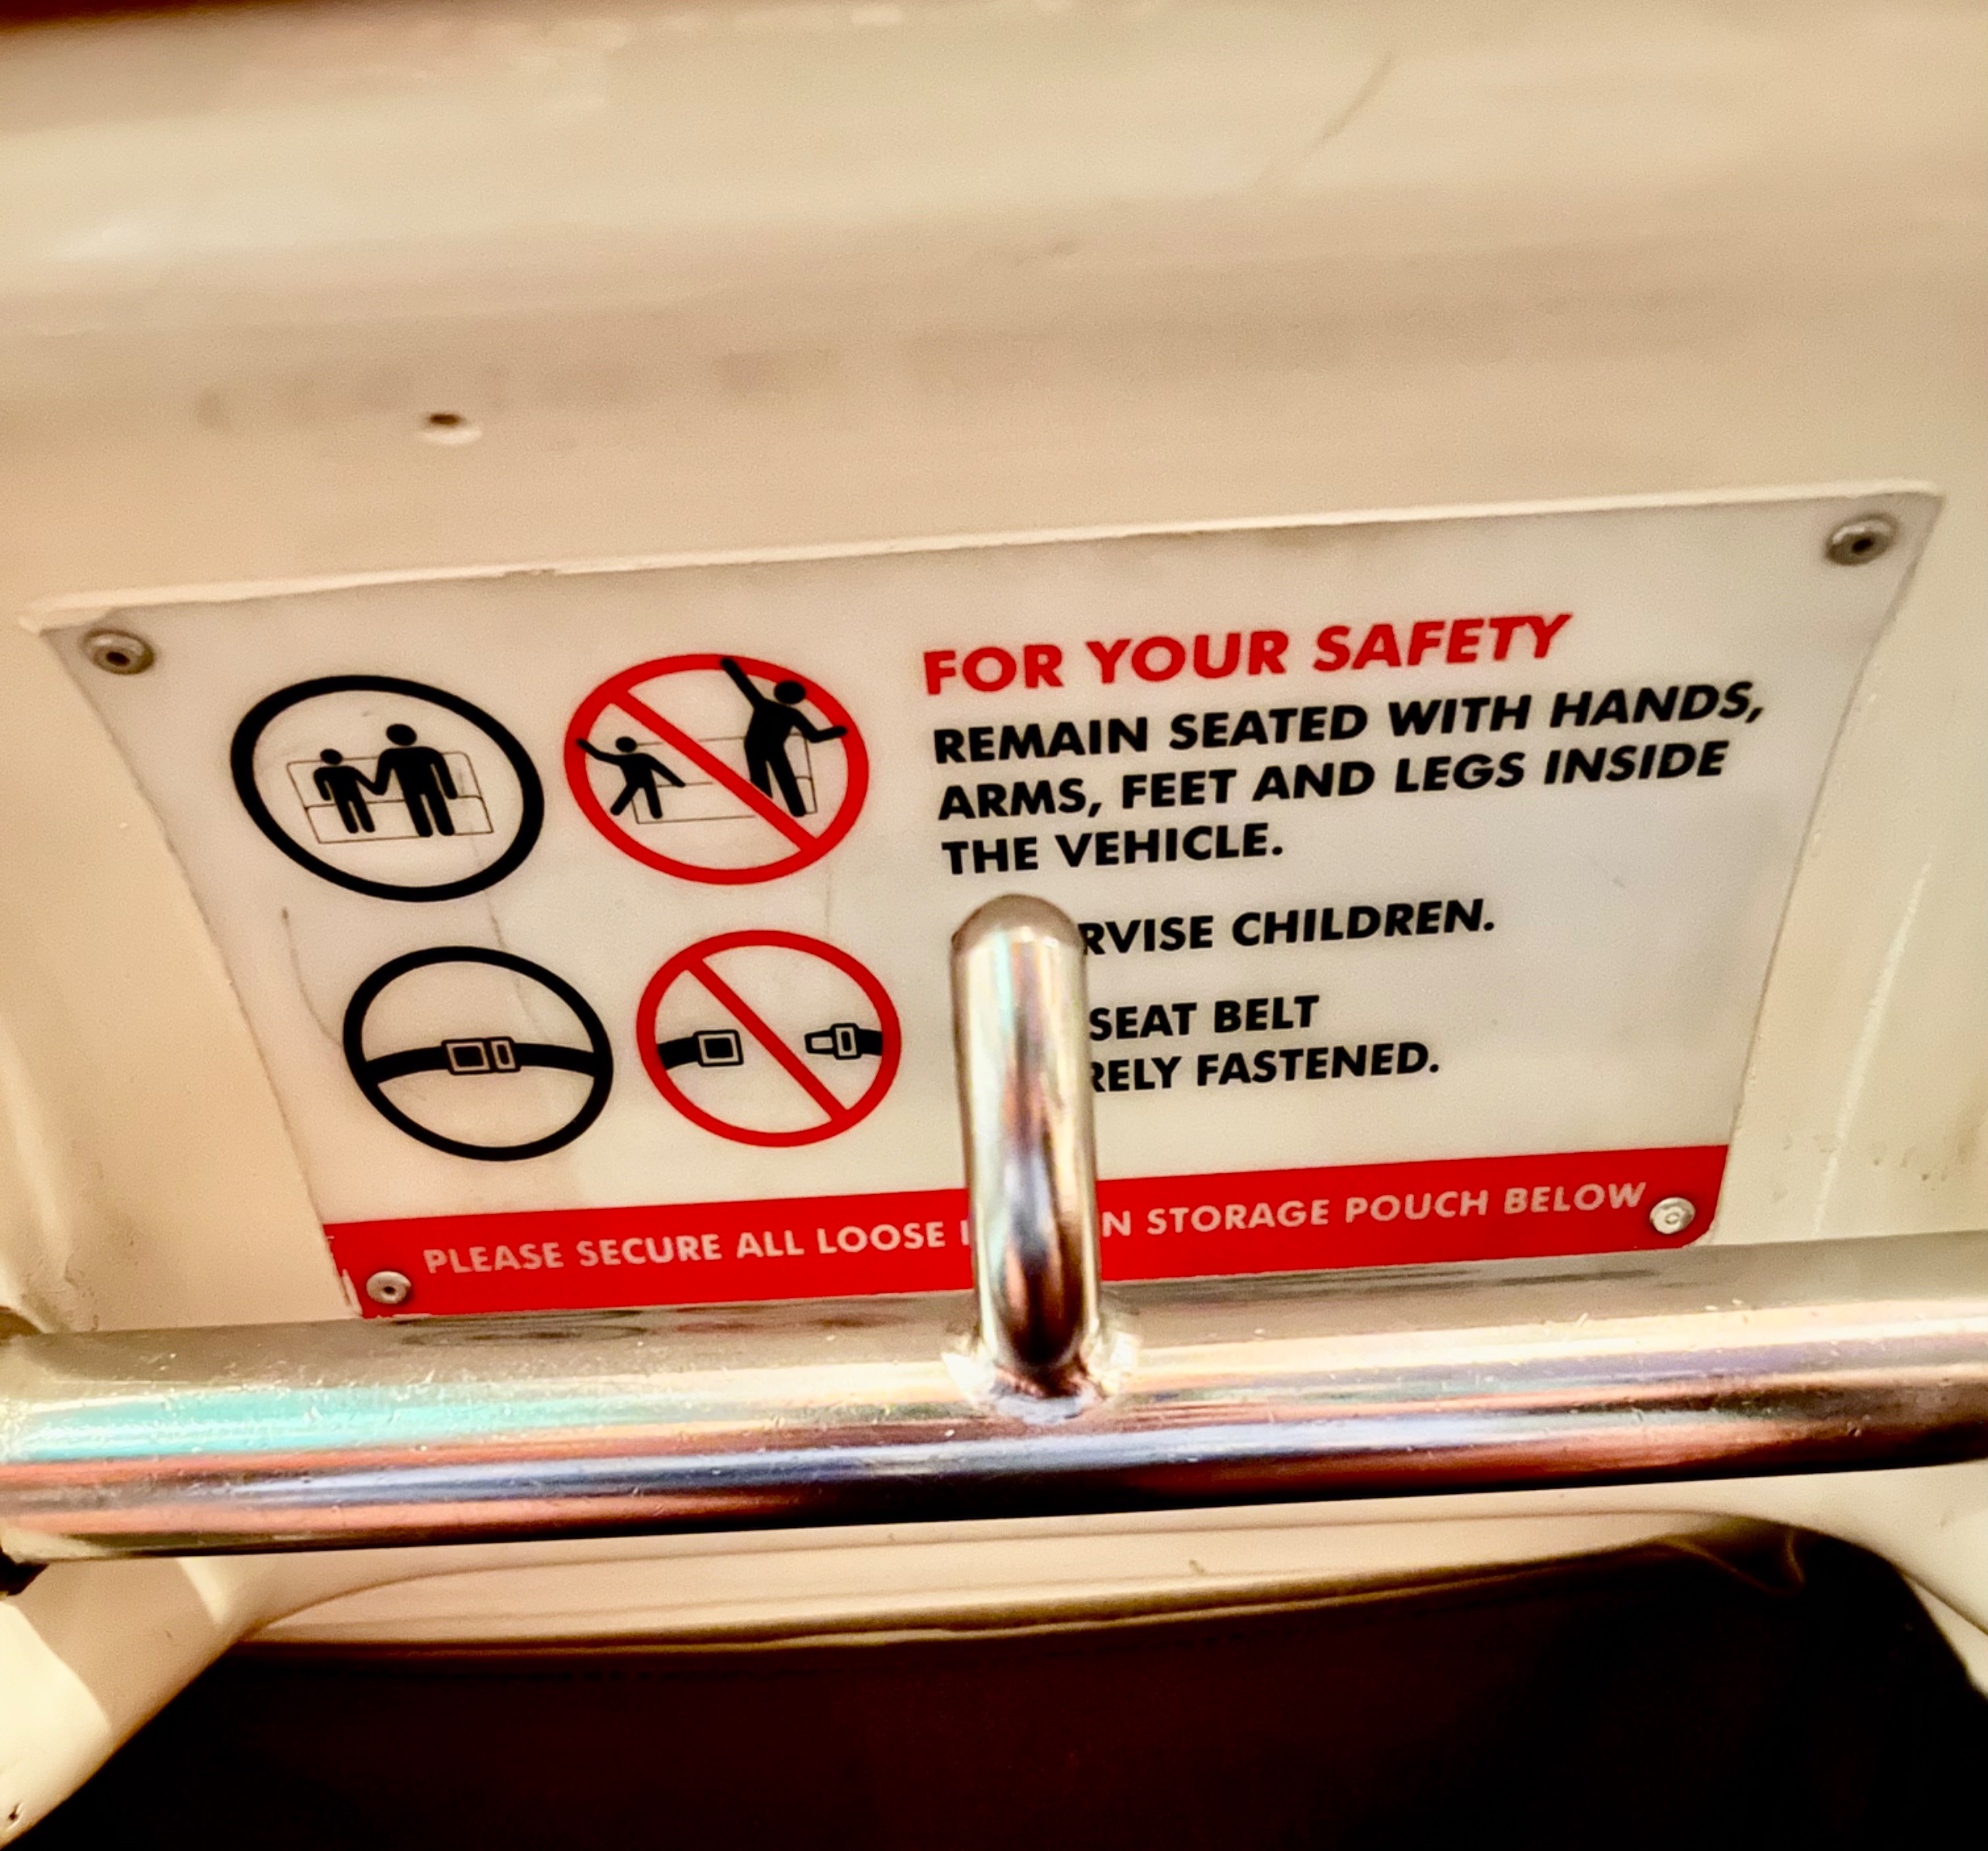 FOR YOUR SAFETY
REMAIN SEATED WITH HANDS,
ARMS, FEET AND LEGS INSIDE
THE VEHICLE.
RVISE CHILDREN.
SEAT BELT
RELY FASTENED.
PLEASE SECURE ALL LOOSE N STORAGE POUCH BELOW